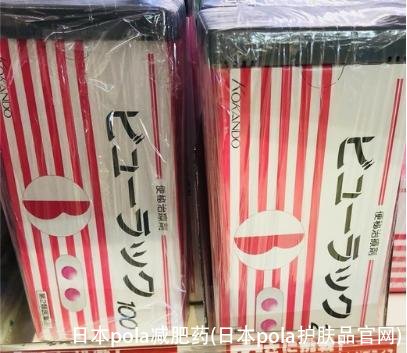 KOKANDO
ビューラック
便秘治療剤
100
KOKANDO
ビューラック
便秘治療剤
日本pola减肥药(日本pola护肤品官网)